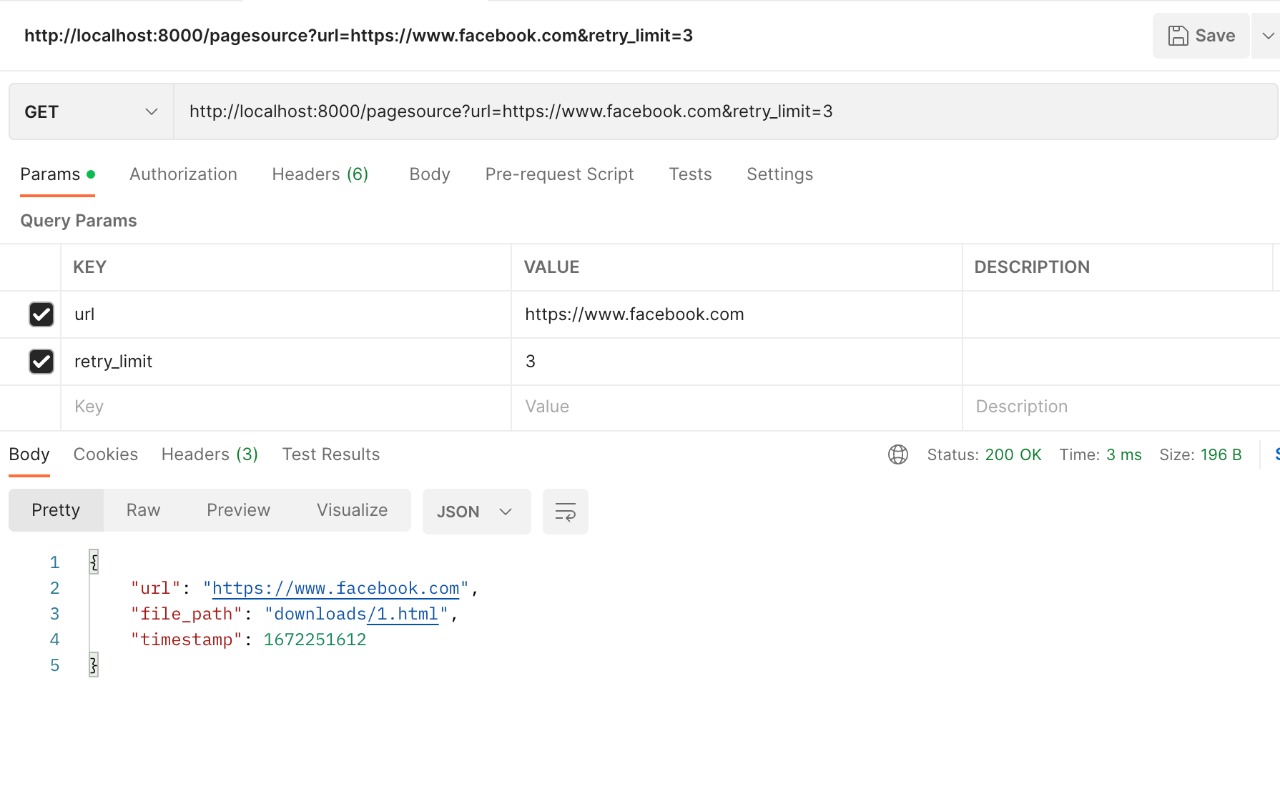 http://localhost:8000/pagesource?url=https://www.facebook.com&retry_limit=3
Save
GET http://localhost:8000/pagesource?url=https://www.facebook.com&retry_limit=3
Params Authorization Headers (6) Body Pre-request Script Tests Settings
Query Params
KEY VALUE DESCRIPTION
url https://www.facebook.com
retry_limit 3
Key Value Description
Body Cookies Headers (3) Test Results Status: 200 OK Time: 3 ms Size: 196 B
Pretty Raw Preview Visualize JSON
1 {
2 "url": "https://www.facebook.com",
3 "file_path": "downloads/1.html",
4 "timestamp": 1672251612
5 }